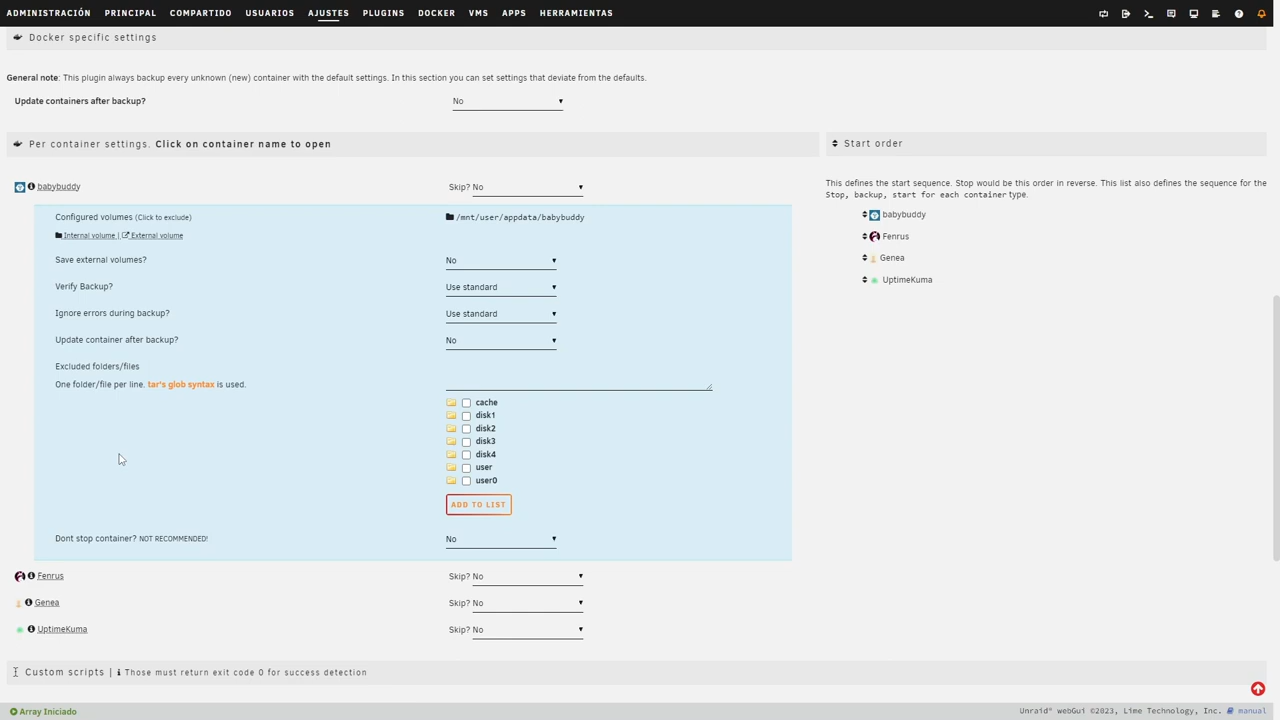 ADMINISTRACIÓN PRINCIPAL COMPARTIDO USUARIOS AJUSTES PLUGINS DOCKER VMS APPS HERRAMIENTAS
Docker specific settings
General note: This plugin always backup every unknown (new) container with the default settings. In this section you can set settings that deviate from the defaults.
Update containers after backup? No
Per container settings. Click on container name to open
babybuddy Skip? No
Configured volumes (Click to exclude) /mnt/user/appdata/babybuddy
Internal volume | External volume
Save external volumes? No
Verify Backup? Use standard
Ignore errors during backup? Use standard
Update container after backup? No
Excluded folders/files
One folder/file per line. tar's glob syntax is used.
cache
disk1
disk2
disk3
disk4
user
user0
ADD TO LIST
Dont stop container? NOT RECOMMENDED! No
Fenrus Skip? No
Genea Skip? No
UptimeKuma Skip? No
Start order
This defines the start sequence. Stop would be this order in reverse. This list also defines the sequence for the
Stop, backup, start for each container type.
babybuddy
Fenrus
Genea
UptimeKuma
Custom scripts | Those must return exit code 0 for success detection
Array Iniciado
Unraid® webGui ©2023, Lime Technology, Inc. manual